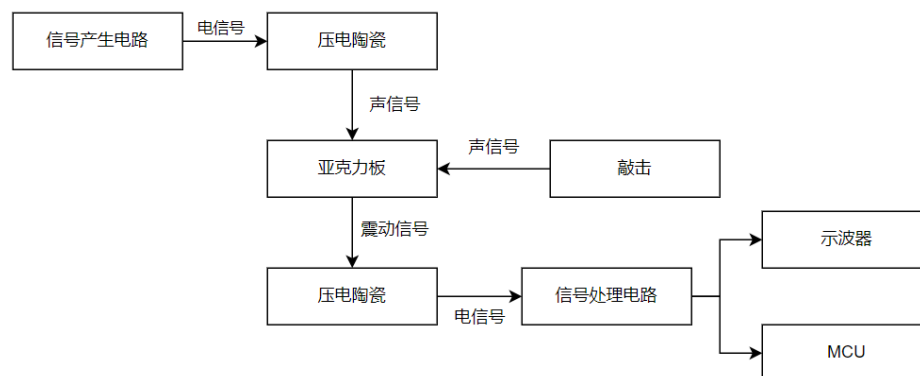 信号产生电路
电信号
压电陶瓷
声信号
亚克力板
声信号
敲击
震动信号
压电陶瓷
电信号
信号处理电路
示波器
MCU